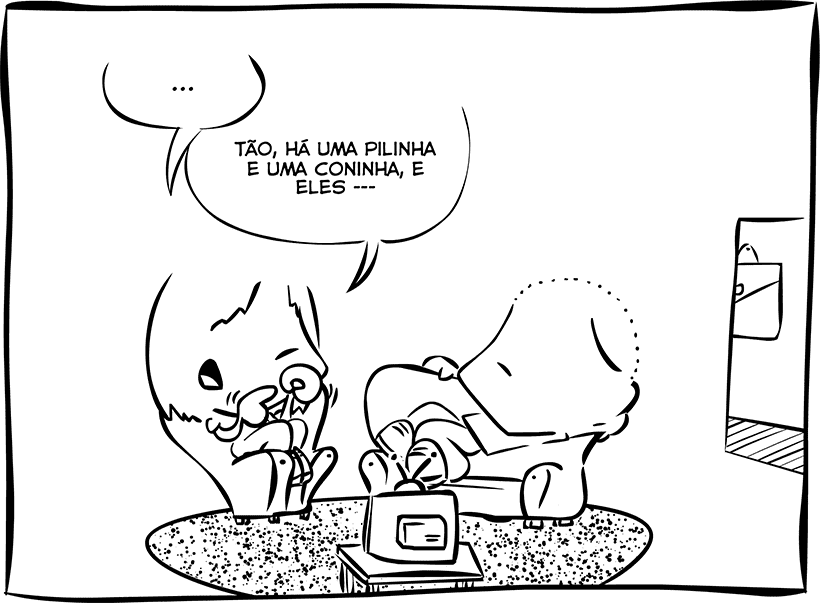 ...
TÃO, HÁ UMA PILINHA
E UMA CONINHA, E
ELES ---